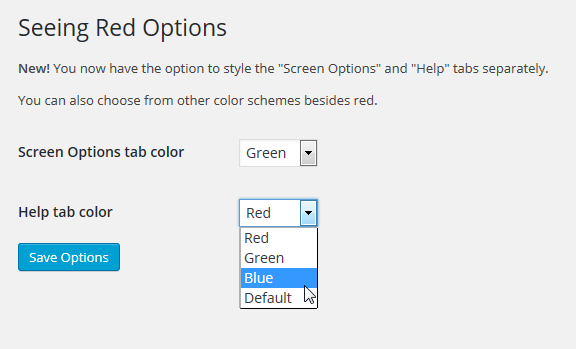 Seeing Red Options
New! You now have the option to style the "Screen Options" and "Help" tabs separately.
You can also choose from other color schemes besides red.
Screen Options tab color
Green
Help tab color
Red
Red
Green
Blue
Default
Save Options